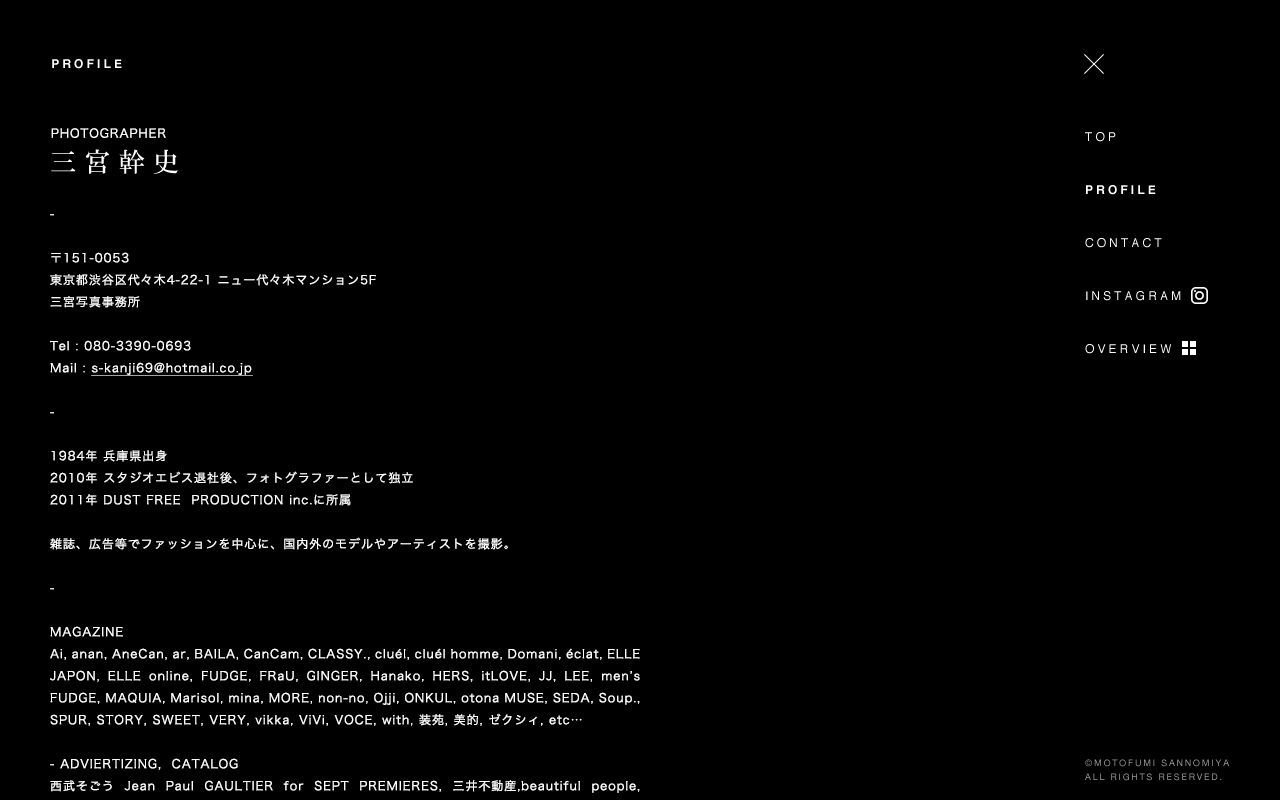 PROFILE
PHOTOGRAPHER
三宮幹史
-
〒151-0053
東京都渋谷区代々木4-22-1 ニュー代々木マンション5F
三宮写真事務所
Tel : 080-3390-0693
Mail : s-kanji69@hotmail.co.jp
-
1984年 兵庫県出身
2010年 スタジオエビス退社後、フォトグラファーとして独立
2011年 DUST FREE PRODUCTION inc.に所属
雑誌、広告等でファッションを中心に、国内外のモデルやアーティストを撮影。
-
MAGAZINE
Ai, anan, AneCan, ar, BAILA, CanCam, CLASSY., cluél, cluél homme, Domani, éclat, ELLE
JAPON, ELLE online, FUDGE, FRaU, GINGER, Hanako, HERS, itLOVE, JJ, LEE, men's
FUDGE, MAQUIA, Marisol, mina, MORE, non-no, Ojji, ONKUL, otona MUSE, SEDA, Soup.,
SPUR, STORY, SWEET, VERY, vikka, ViVi, VOCE, with, 装苑, 美的, ゼクシィ, etc…
- ADVIERTIZING, CATALOG
西武そごう Jean Paul GAULTIER for SEPT PREMIERES, 三井不動産,beautiful people,
TOP
PROFILE
CONTACT
INSTAGRAM
OVERVIEW
©MOTOFUMI SANNOMIYA
ALL RIGHTS RESERVED.